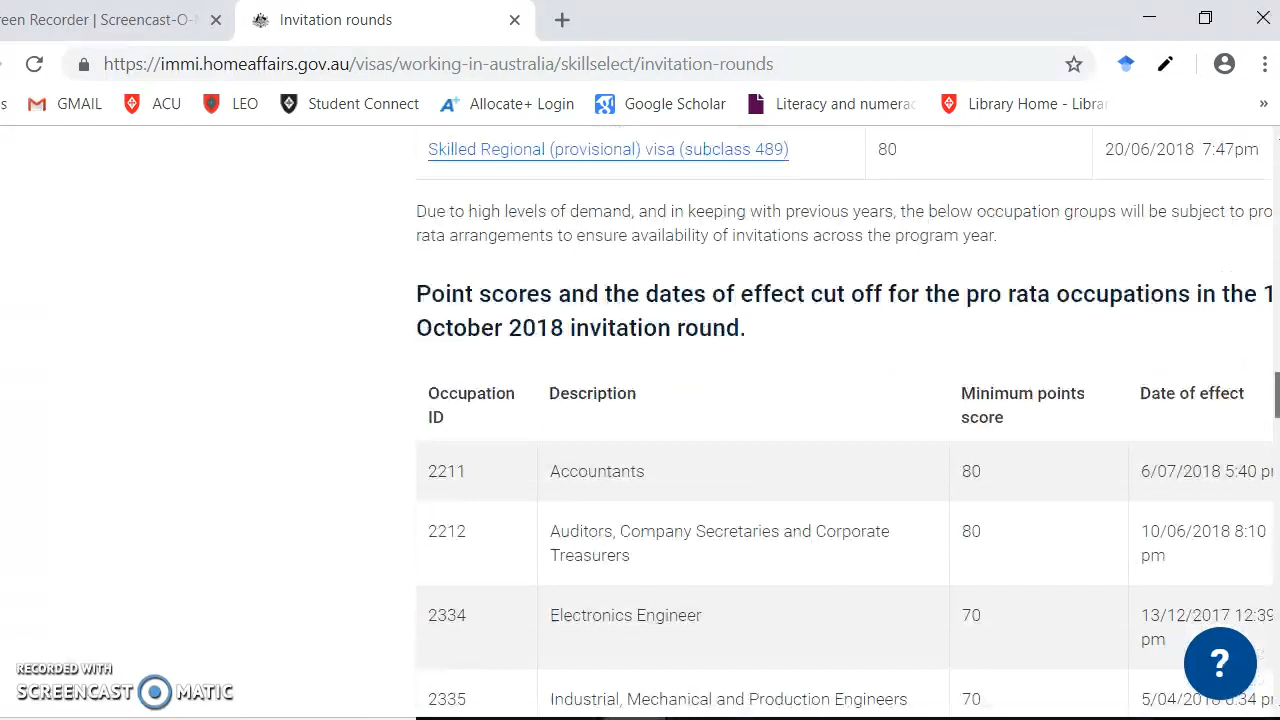 reen Recorder | Screencast-O- Invitation rounds
https://immi.homeaffairs.gov.au/visas/working-in-australia/skillselect/invitation-rounds
s GMAIL ACU LEO Student Connect Allocate+ Login Google Scholar Literacy and numerac Library Home - Librar »
Skilled Regional (provisional) visa (subclass 489) 80 20/06/2018 7:47pm
Due to high levels of demand, and in keeping with previous years, the below occupation groups will be subject to pro
rata arrangements to ensure availability of invitations across the program year.
Point scores and the dates of effect cut off for the pro rata occupations in the 1
October 2018 invitation round.
Occupation ID Description Minimum points score Date of effect
2211 Accountants 80 6/07/2018 5:40 p
2212 Auditors, Company Secretaries and Corporate 80 10/06/2018 8:10
Treasurers pm
2334 Electronics Engineer 70 13/12/2017 12:39
pm
?
2335 Industrial, Mechanical and Production Engineers 70
RECORDED WITH
SCREENCAST MATIC